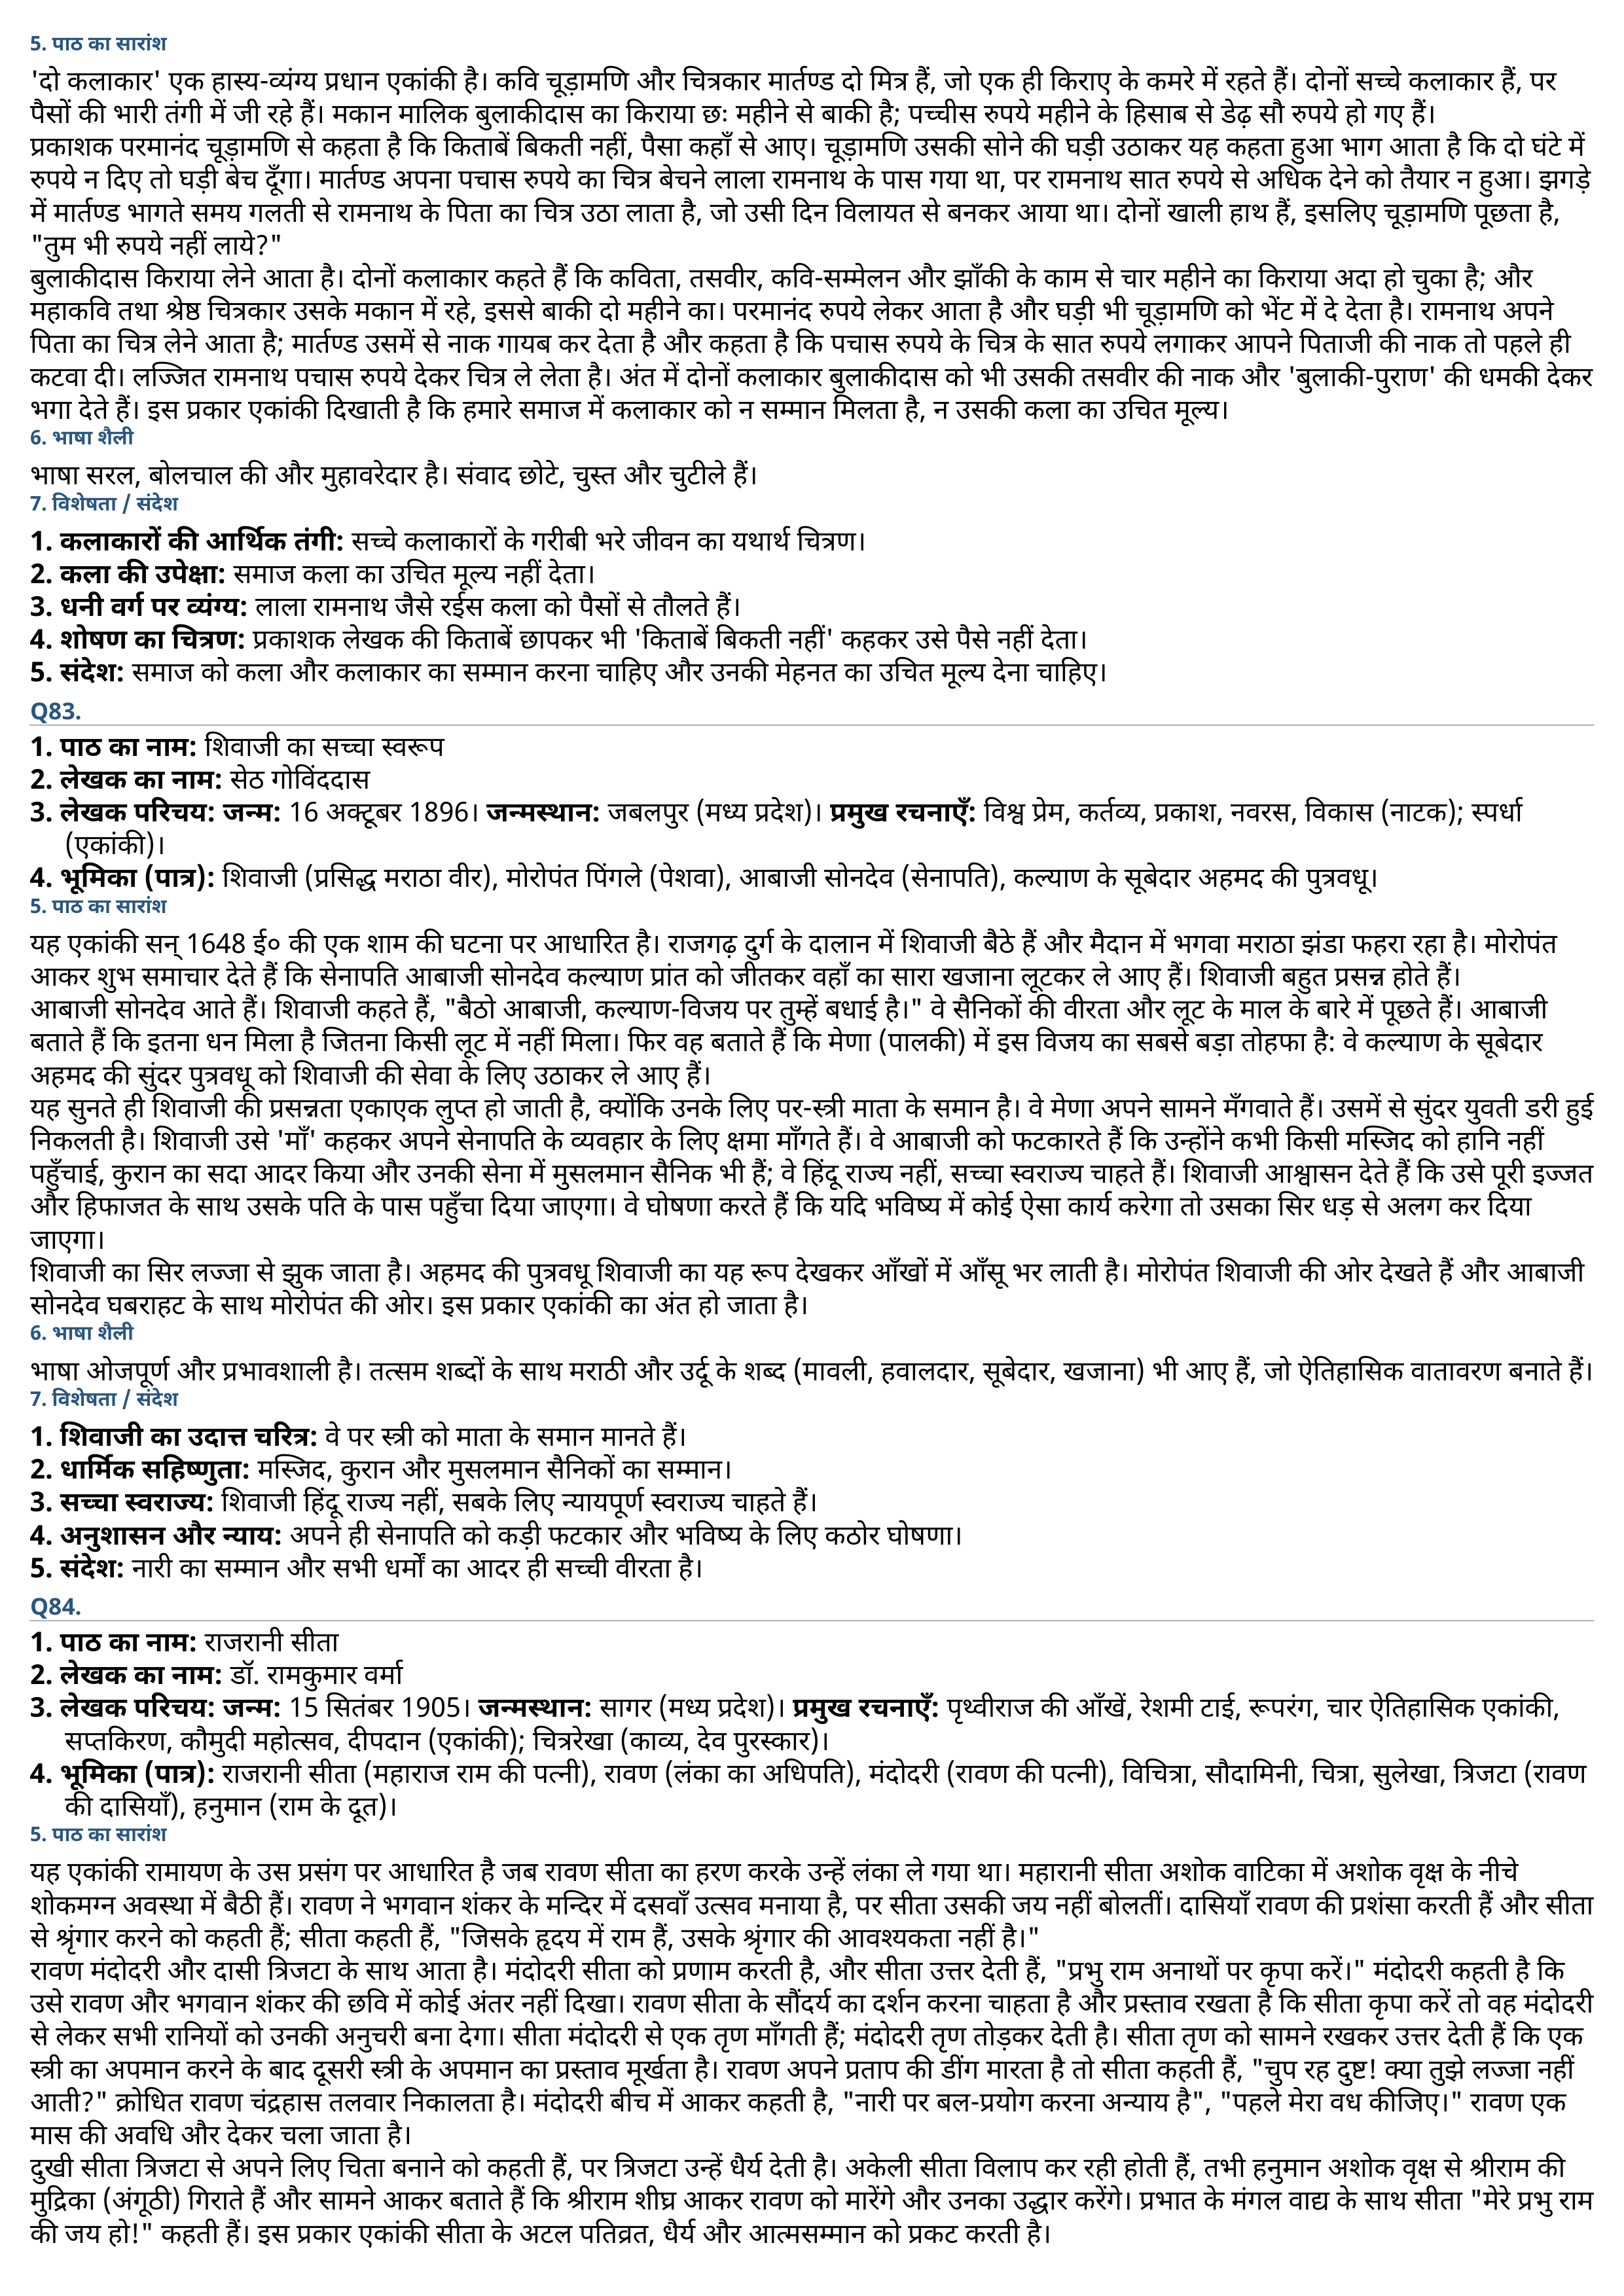 5. पाठ का सारांश
'दो कलाकार' एक हास्य-व्यंग्य प्रधान एकांकी है। कवि चूड़ामणि और चित्रकार मार्तण्ड दो मित्र हैं, जो एक ही किराए के कमरे में रहते हैं। दोनों सच्चे कलाकार हैं, पर
पैसों की भारी तंगी में जी रहे हैं। मकान मालिक बुलाकीदास का किराया छः महीने से बाकी है; पच्चीस रुपये महीने के हिसाब से डेढ़ सौ रुपये हो गए हैं।
प्रकाशक परमानंद चूड़ामणि से कहता है कि किताबें बिकती नहीं, पैसा कहाँ से आए। चूड़ामणि उसकी सोने की घड़ी उठाकर यह कहता हुआ भाग आता है कि दो घंटे में
रुपये न दिए तो घड़ी बेच दूँगा। मार्तण्ड अपना पचास रुपये का चित्र बेचने लाला रामनाथ के पास गया था, पर रामनाथ सात रुपये से अधिक देने को तैयार न हुआ। झगड़े
में मार्तण्ड भागते समय गलती से रामनाथ के पिता का चित्र उठा लाता है, जो उसी दिन विलायत से बनकर आया था। दोनों खाली हाथ हैं, इसलिए चूड़ामणि पूछता है,
"तुम भी रुपये नहीं लाये?"
बुलाकीदास किराया लेने आता है। दोनों कलाकार कहते हैं कि कविता, तसवीर, कवि-सम्मेलन और झाँकी के काम से चार महीने का किराया अदा हो चुका है; और
महाकवि तथा श्रेष्ठ चित्रकार उसके मकान में रहे, इससे बाकी दो महीने का। परमानंद रुपये लेकर आता है और घड़ी भी चूड़ामणि को भेंट में दे देता है। रामनाथ अपने
पिता का चित्र लेने आता है; मार्तण्ड उसमें से नाक गायब कर देता है और कहता है कि पचास रुपये के चित्र के सात रुपये लगाकर आपने पिताजी की नाक तो पहले ही
कटवा दी। लज्जित रामनाथ पचास रुपये देकर चित्र ले लेता है। अंत में दोनों कलाकार बुलाकीदास को भी उसकी तसवीर की नाक और 'बुलाकी-पुराण' की धमकी देकर
भगा देते हैं। इस प्रकार एकांकी दिखाती है कि हमारे समाज में कलाकार को न सम्मान मिलता है, न उसकी कला का उचित मूल्य।
6. भाषा शैली
भाषा सरल, बोलचाल की और मुहावरेदार है। संवाद छोटे, चुस्त और चुटीले हैं।
7. विशेषता / संदेश
1. कलाकारों की आर्थिक तंगी: सच्चे कलाकारों के गरीबी भरे जीवन का यथार्थ चित्रण।
2. कला की उपेक्षा: समाज कला का उचित मूल्य नहीं देता।
3. धनी वर्ग पर व्यंग्य: लाला रामनाथ जैसे रईस कला को पैसों से तौलते हैं।
4. शोषण का चित्रण: प्रकाशक लेखक की किताबें छापकर भी 'किताबें बिकती नहीं' कहकर उसे पैसे नहीं देता।
5. संदेश: समाज को कला और कलाकार का सम्मान करना चाहिए और उनकी मेहनत का उचित मूल्य देना चाहिए।
Q83.
1. पाठ का नाम: शिवाजी का सच्चा स्वरूप
2. लेखक का नाम: सेठ गोविंददास
3. लेखक परिचय: जन्म: 16 अक्टूबर 1896। जन्मस्थान: जबलपुर (मध्य प्रदेश)। प्रमुख रचनाएँ: विश्व प्रेम, कर्तव्य, प्रकाश, नवरस, विकास (नाटक); स्पर्धा
(एकांकी)।
4. भूमिका (पात्र): शिवाजी (प्रसिद्ध मराठा वीर), मोरोपंत पिंगले (पेशवा), आबाजी सोनदेव (सेनापति), कल्याण के सूबेदार अहमद की पुत्रवधू।
5. पाठ का सारांश
यह एकांकी सन् 1648 ई० की एक शाम की घटना पर आधारित है। राजगढ़ दुर्ग के दालान में शिवाजी बैठे हैं और मैदान में भगवा मराठा झंडा फहरा रहा है। मोरोपंत
आकर शुभ समाचार देते हैं कि सेनापति आबाजी सोनदेव कल्याण प्रांत को जीतकर वहाँ का सारा खजाना लूटकर ले आए हैं। शिवाजी बहुत प्रसन्न होते हैं।
आबाजी सोनदेव आते हैं। शिवाजी कहते हैं, "बैठो आबाजी, कल्याण-विजय पर तुम्हें बधाई है।" वे सैनिकों की वीरता और लूट के माल के बारे में पूछते हैं। आबाजी
बताते हैं कि इतना धन मिला है जितना किसी लूट में नहीं मिला। फिर वह बताते हैं कि मेणा (पालकी) में इस विजय का सबसे बड़ा तोहफा है: वे कल्याण के सूबेदार
अहमद की सुंदर पुत्रवधू को शिवाजी की सेवा के लिए उठाकर ले आए हैं।
यह सुनते ही शिवाजी की प्रसन्नता एकाएक लुप्त हो जाती है, क्योंकि उनके लिए पर-स्त्री माता के समान है। वे मेणा अपने सामने मँगवाते हैं। उसमें से सुंदर युवती डरी हुई
निकलती है। शिवाजी उसे 'माँ' कहकर अपने सेनापति के व्यवहार के लिए क्षमा माँगते हैं। वे आबाजी को फटकारते हैं कि उन्होंने कभी किसी मस्जिद को हानि नहीं
पहुँचाई, कुरान का सदा आदर किया और उनकी सेना में मुसलमान सैनिक भी हैं; वे हिंदू राज्य नहीं, सच्चा स्वराज्य चाहते हैं। शिवाजी आश्वासन देते हैं कि उसे पूरी इज्जत
और हिफाजत के साथ उसके पति के पास पहुँचा दिया जाएगा। वे घोषणा करते हैं कि यदि भविष्य में कोई ऐसा कार्य करेगा तो उसका सिर धड़ से अलग कर दिया
जाएगा।
शिवाजी का सिर लज्जा से झुक जाता है। अहमद की पुत्रवधू शिवाजी का यह रूप देखकर आँखों में आँसू भर लाती है। मोरोपंत शिवाजी की ओर देखते हैं और आबाजी
सोनदेव घबराहट के साथ मोरोपंत की ओर। इस प्रकार एकांकी का अंत हो जाता है।
6. भाषा शैली
भाषा ओजपूर्ण और प्रभावशाली है। तत्सम शब्दों के साथ मराठी और उर्दू के शब्द (मावली, हवालदार, सूबेदार, खजाना) भी आए हैं, जो ऐतिहासिक वातावरण बनाते हैं।
7. विशेषता / संदेश
1. शिवाजी का उदात्त चरित्र: वे पर स्त्री को माता के समान मानते हैं।
2. धार्मिक सहिष्णुता: मस्जिद, कुरान और मुसलमान सैनिकों का सम्मान।
3. सच्चा स्वराज्य: शिवाजी हिंदू राज्य नहीं, सबके लिए न्यायपूर्ण स्वराज्य चाहते हैं।
4. अनुशासन और न्याय: अपने ही सेनापति को कड़ी फटकार और भविष्य के लिए कठोर घोषणा।
5. संदेश: नारी का सम्मान और सभी धर्मों का आदर ही सच्ची वीरता है।
Q84.
1. पाठ का नाम: राजरानी सीता
2. लेखक का नाम: डॉ. रामकुमार वर्मा
3. लेखक परिचय: जन्म: 15 सितंबर 1905। जन्मस्थान: सागर (मध्य प्रदेश)। प्रमुख रचनाएँ: पृथ्वीराज की आँखें, रेशमी टाई, रूपरंग, चार ऐतिहासिक एकांकी,
सप्तकिरण, कौमुदी महोत्सव, दीपदान (एकांकी); चित्ररेखा (काव्य, देव पुरस्कार)।
4. भूमिका (पात्र): राजरानी सीता (महाराज राम की पत्नी), रावण (लंका का अधिपति), मंदोदरी (रावण की पत्नी), विचित्रा, सौदामिनी, चित्रा, सुलेखा, त्रिजटा (रावण
की दासियाँ), हनुमान (राम के दूत)।
5. पाठ का सारांश
यह एकांकी रामायण के उस प्रसंग पर आधारित है जब रावण सीता का हरण करके उन्हें लंका ले गया था। महारानी सीता अशोक वाटिका में अशोक वृक्ष के नीचे
शोकमग्न अवस्था में बैठी हैं। रावण ने भगवान शंकर के मन्दिर में दसवाँ उत्सव मनाया है, पर सीता उसकी जय नहीं बोलतीं। दासियाँ रावण की प्रशंसा करती हैं और सीता
से श्रृंगार करने को कहती हैं; सीता कहती हैं, "जिसके हृदय में राम हैं, उसके श्रृंगार की आवश्यकता नहीं है।"
रावण मंदोदरी और दासी त्रिजटा के साथ आता है। मंदोदरी सीता को प्रणाम करती है, और सीता उत्तर देती हैं, "प्रभु राम अनाथों पर कृपा करें।" मंदोदरी कहती है कि
उसे रावण और भगवान शंकर की छवि में कोई अंतर नहीं दिखा। रावण सीता के सौंदर्य का दर्शन करना चाहता है और प्रस्ताव रखता है कि सीता कृपा करें तो वह मंदोदरी
से लेकर सभी रानियों को उनकी अनुचरी बना देगा। सीता मंदोदरी से एक तृण माँगती हैं; मंदोदरी तृण तोड़कर देती है। सीता तृण को सामने रखकर उत्तर देती हैं कि एक
स्त्री का अपमान करने के बाद दूसरी स्त्री के अपमान का प्रस्ताव मूर्खता है। रावण अपने प्रताप की डींग मारता है तो सीता कहती हैं, "चुप रह दुष्ट! क्या तुझे लज्जा नहीं
आती?" क्रोधित रावण चंद्रहास तलवार निकालता है। मंदोदरी बीच में आकर कहती है, "नारी पर बल-प्रयोग करना अन्याय है", "पहले मेरा वध कीजिए।" रावण एक
मास की अवधि और देकर चला जाता है।
दुखी सीता त्रिजटा से अपने लिए चिता बनाने को कहती हैं, पर त्रिजटा उन्हें धैर्य देती है। अकेली सीता विलाप कर रही होती हैं, तभी हनुमान अशोक वृक्ष से श्रीराम की
मुद्रिका (अंगूठी) गिराते हैं और सामने आकर बताते हैं कि श्रीराम शीघ्र आकर रावण को मारेंगे और उनका उद्धार करेंगे। प्रभात के मंगल वाद्य के साथ सीता "मेरे प्रभु राम
की जय हो!" कहती हैं। इस प्रकार एकांकी सीता के अटल पतिव्रत, धैर्य और आत्मसम्मान को प्रकट करती है।